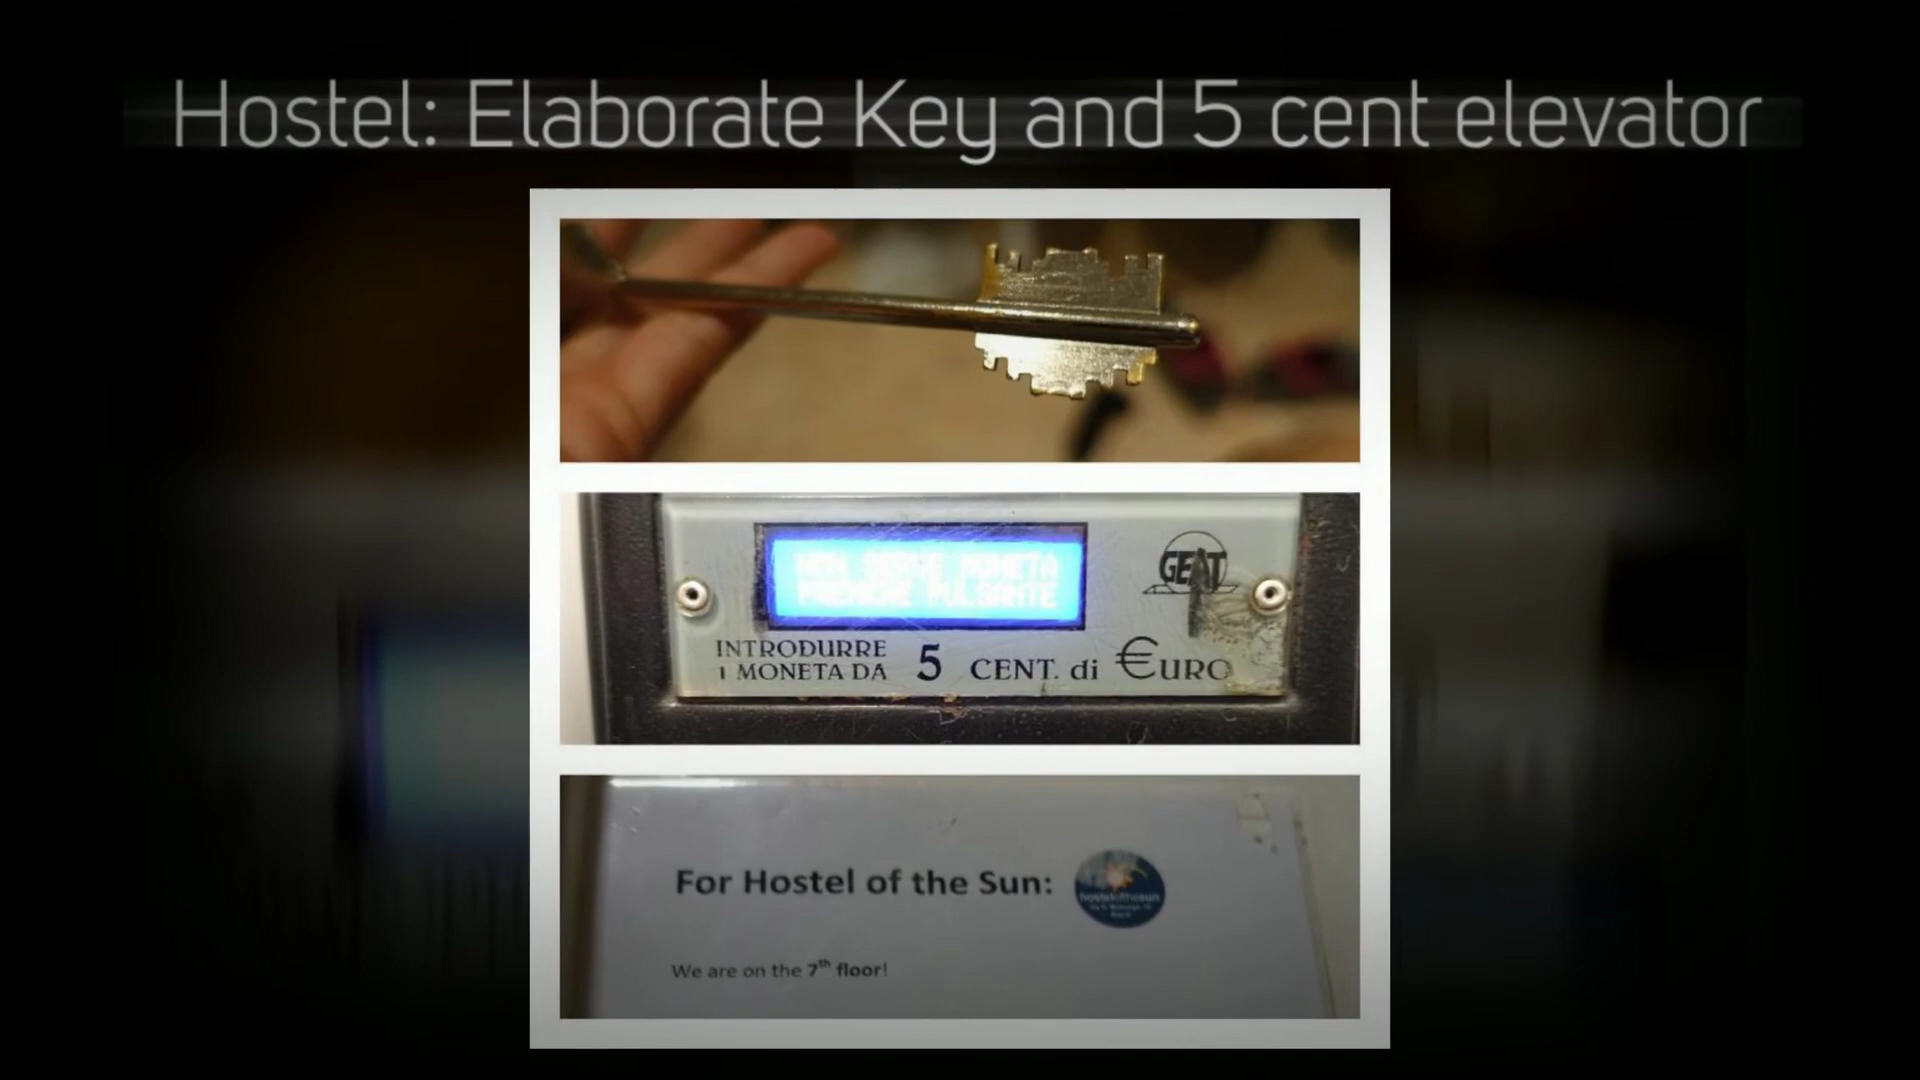 Hostel: Elaborate Key and 5 cent elevator
NON SERVE MONETA
PREMERE PULSANTE
GEAT
INTRODURRE
1 MONETA DA 5 CENT. di €URO
For Hostel of the Sun:
hostelofthesun
We are on the 7th floor!